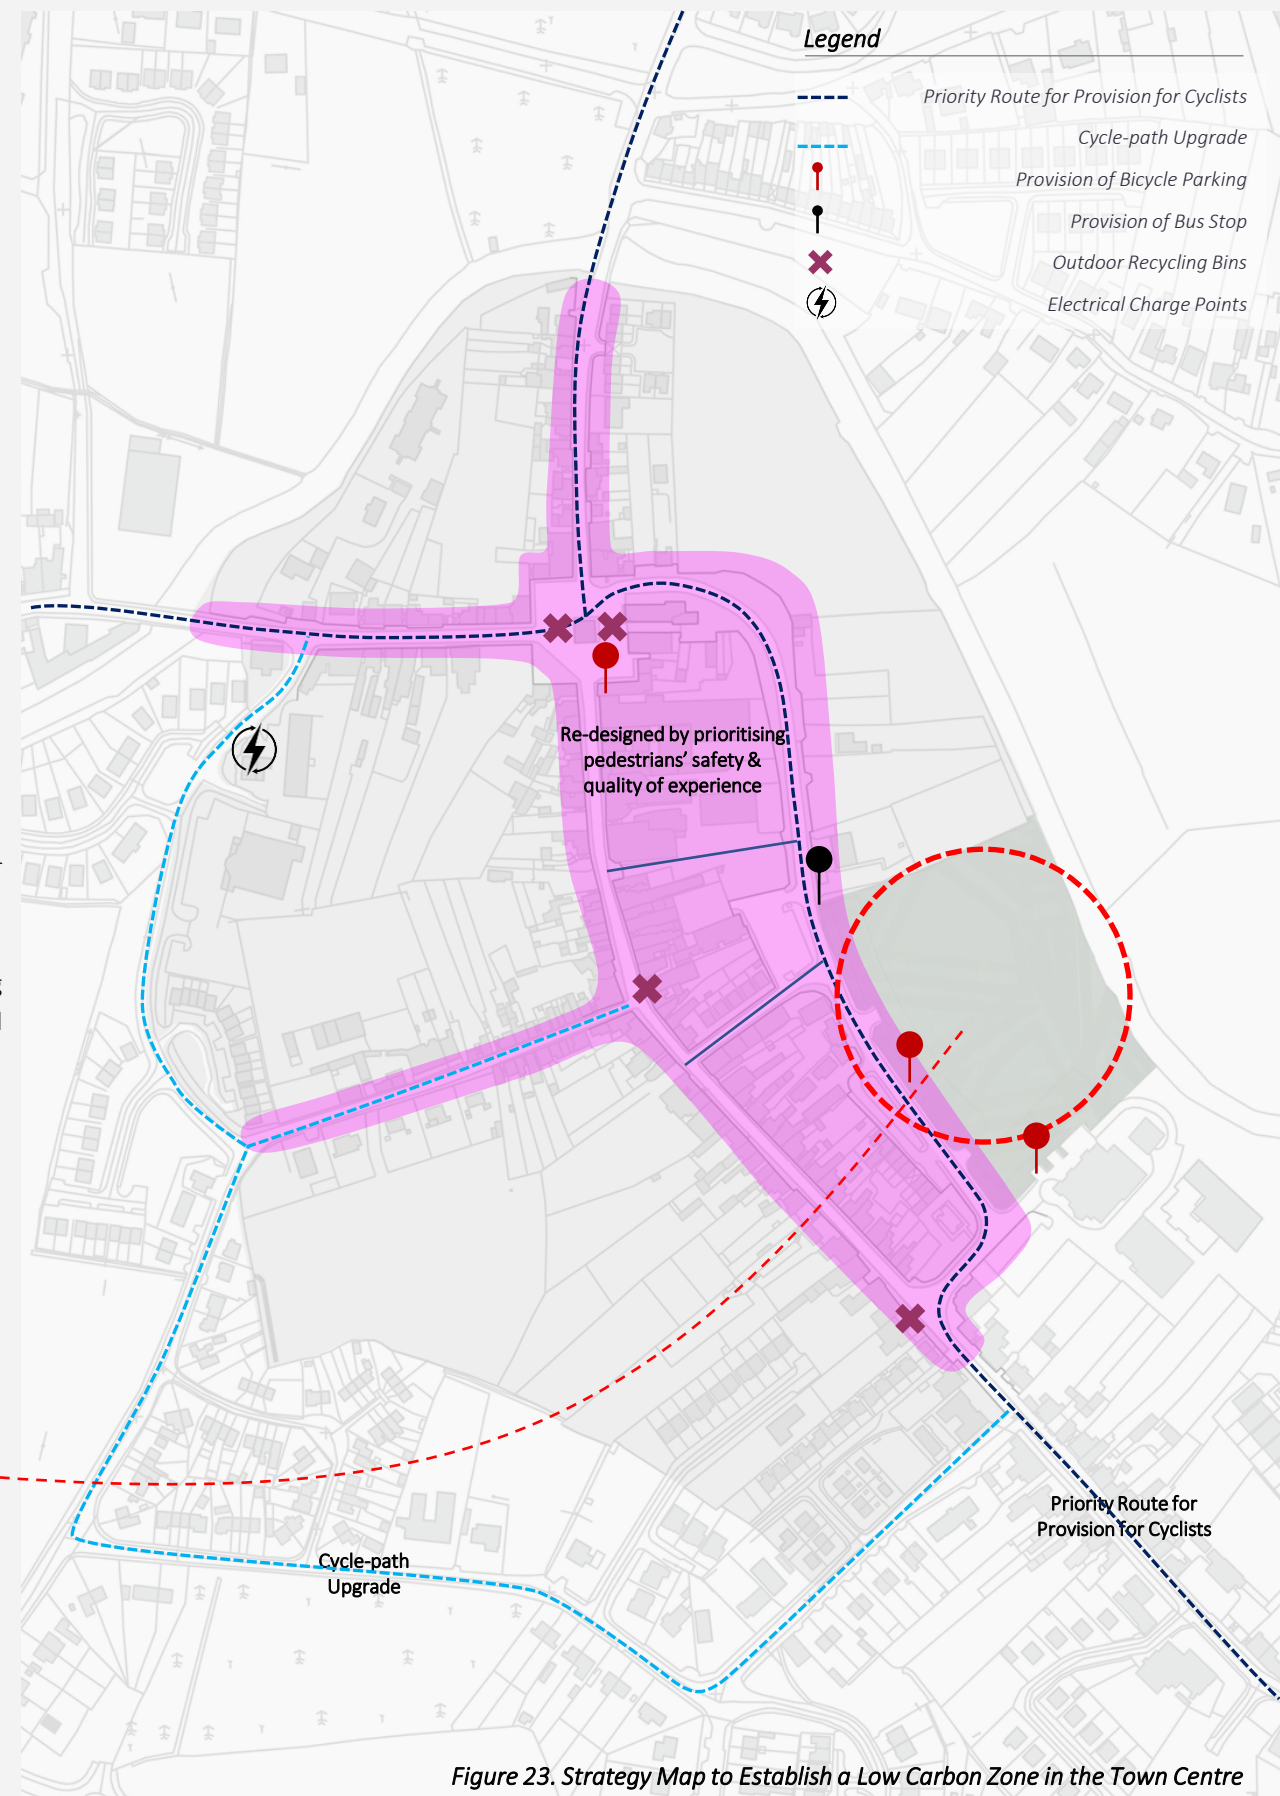 Legend
Priority Route for Provision for Cyclists
Cycle-path Upgrade
Provision of Bicycle Parking
Provision of Bus Stop
Outdoor Recycling Bins
Electrical Charge Points
Re-designed by prioritising
pedestrians’ safety &
quality of experience
Priority Route for
Provision for Cyclists
Cycle-path
Upgrade
Figure 23. Strategy Map to Establish a Low Carbon Zone in the Town Centre